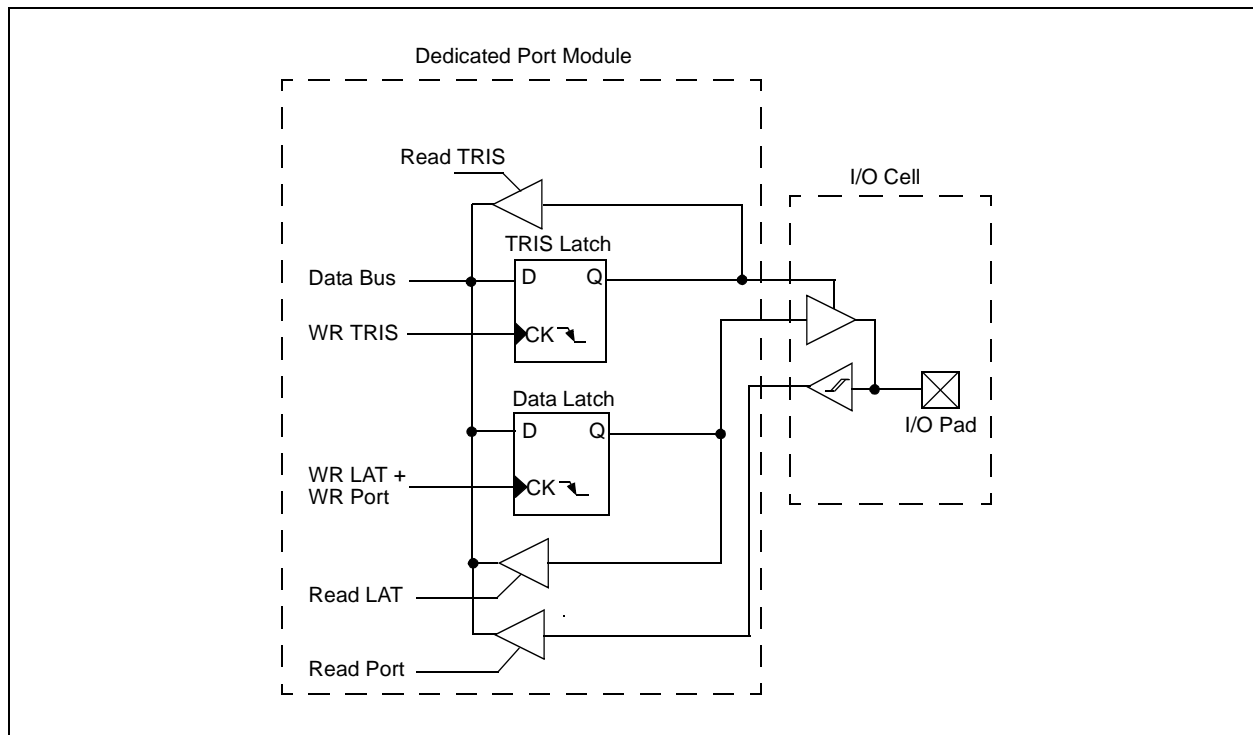 Dedicated Port Module
Read TRIS
I/O Cell
TRIS Latch
Data Bus
D
Q
WR TRIS
CK
Data Latch
D
Q
I/O Pad
WR LAT +
WR Port
CK
Read LAT
Read Port